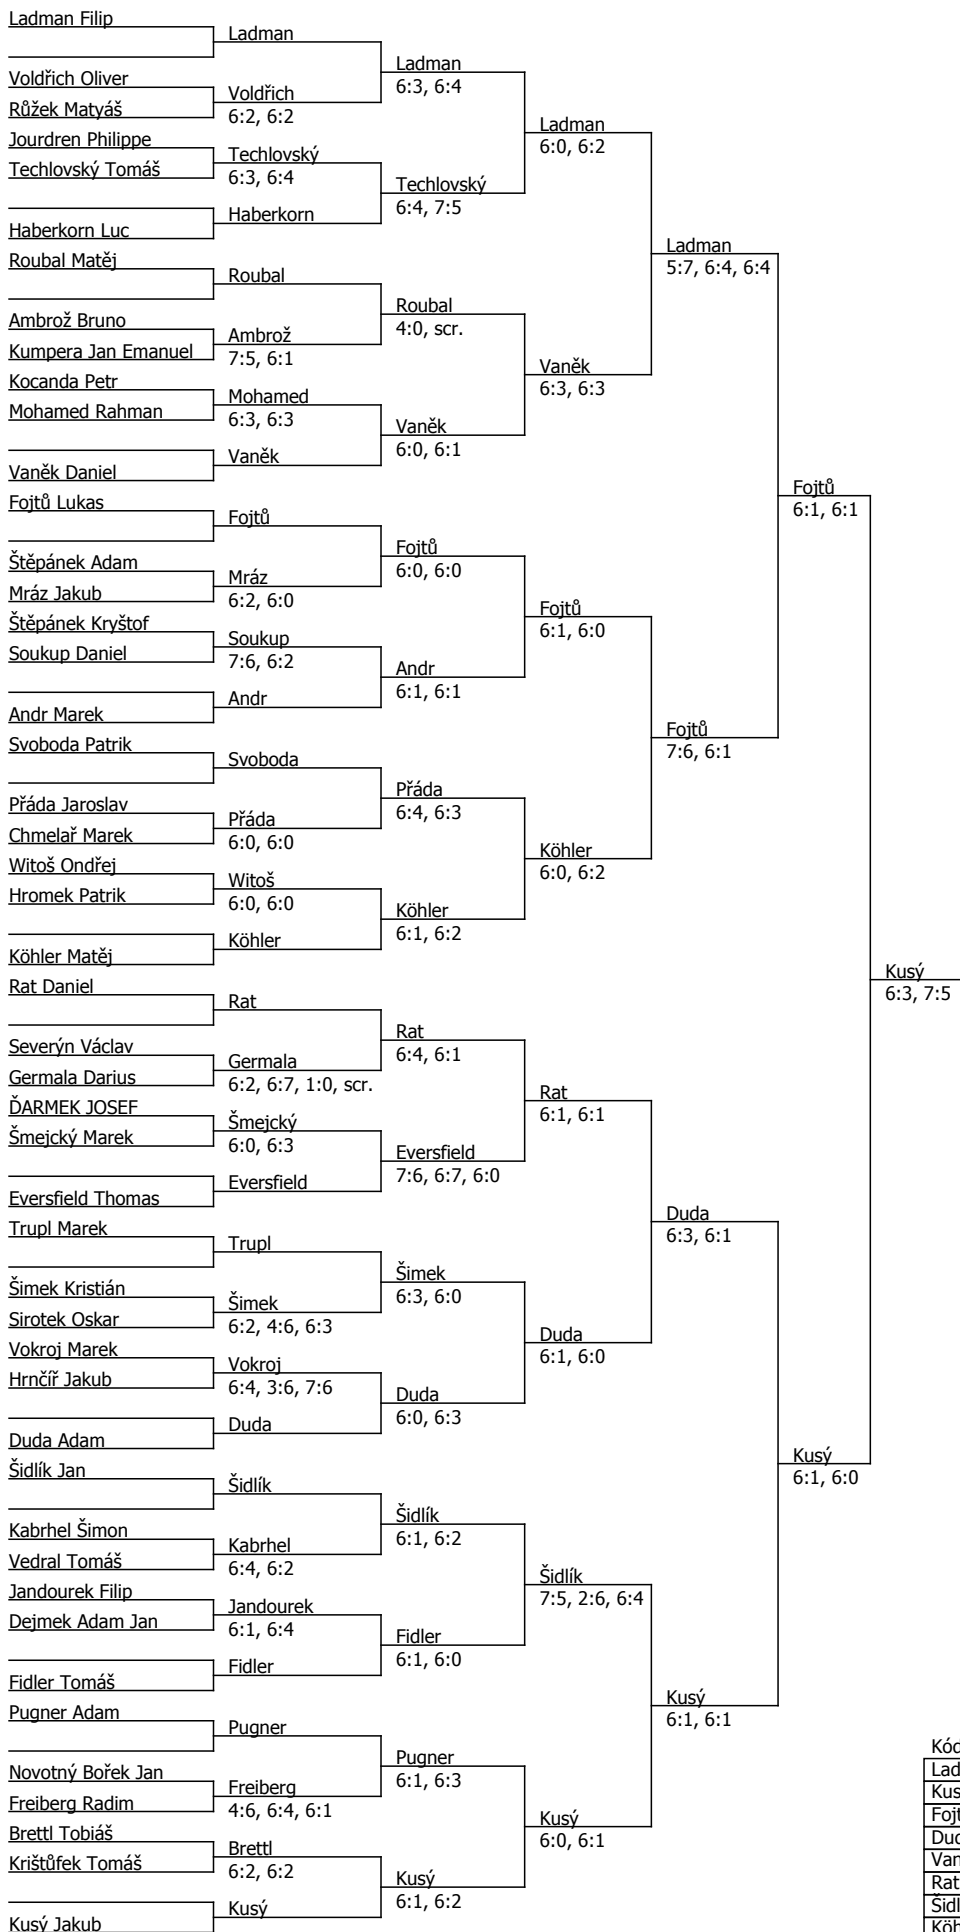 Ladman Filip
Voldřich Oliver
Růžek Matyáš
Jourdren Philippe
Techlovský Tomáš
Haberkorn Luc
Roubal Matěj
Ambrož Bruno
Kumpera Jan Emanuel
Kocanda Petr
Mohamed Rahman
Vaněk Daniel
Fojtů Lukas
Štěpánek Adam
Mráz Jakub
Štěpánek Kryštof
Soukup Daniel
Andr Marek
Svoboda Patrik
Přáda Jaroslav
Chmelař Marek
Witoš Ondřej
Hromek Patrik
Köhler Matěj
Rat Daniel
Severýn Václav
Germala Darius
ĎARMEK JOSEF
Šmejcký Marek
Eversfield Thomas
Trupl Marek
Šimek Kristián
Sirotek Oskar
Vokroj Marek
Hrnčíř Jakub
Duda Adam
Šidlík Jan
Kabrhel Šimon
Vedral Tomáš
Jandourek Filip
Dejmek Adam Jan
Fidler Tomáš
Pugner Adam
Novotný Bořek Jan
Freiberg Radim
Brettl Tobiáš
Krištůfek Tomáš
Kusý Jakub
Ladman
Voldřich
6:2, 6:2
Techlovský
6:3, 6:4
Haberkorn
Roubal
Ambrož
7:5, 6:1
Mohamed
6:3, 6:3
Vaněk
Fojtů
Mráz
6:2, 6:0
Soukup
7:6, 6:2
Andr
Svoboda
Přáda
6:0, 6:0
Witoš
6:0, 6:0
Köhler
Rat
Germala
6:2, 6:7, 1:0, scr.
Šmejcký
6:0, 6:3
Eversfield
Trupl
Šimek
6:2, 4:6, 6:3
Vokroj
6:4, 3:6, 7:6
Duda
Šidlík
Kabrhel
6:4, 6:2
Jandourek
6:1, 6:4
Fidler
Pugner
Freiberg
4:6, 6:4, 6:1
Brettl
6:2, 6:2
Kusý
Ladman
6:3, 6:4
Techlovský
6:4, 7:5
Roubal
4:0, scr.
Vaněk
6:0, 6:1
Fojtů
6:0, 6:0
Andr
6:1, 6:1
Přáda
6:4, 6:3
Köhler
6:1, 6:2
Rat
6:4, 6:1
Eversfield
7:6, 6:7, 6:0
Šimek
6:3, 6:0
Duda
6:0, 6:3
Šidlík
6:1, 6:2
Fidler
6:1, 6:0
Pugner
6:1, 6:3
Kusý
6:1, 6:2
Ladman
6:0, 6:2
Vaněk
6:3, 6:3
Fojtů
6:1, 6:0
Köhler
6:0, 6:2
Rat
6:1, 6:1
Duda
6:1, 6:0
Šidlík
7:5, 2:6, 6:4
Kusý
6:0, 6:1
Ladman
5:7, 6:4, 6:4
Fojtů
7:6, 6:1
Duda
6:3, 6:1
Kusý
6:1, 6:1
Fojtů
6:1, 6:1
Kusý
6:1, 6:0
Kusý
6:3, 7:5
Rat